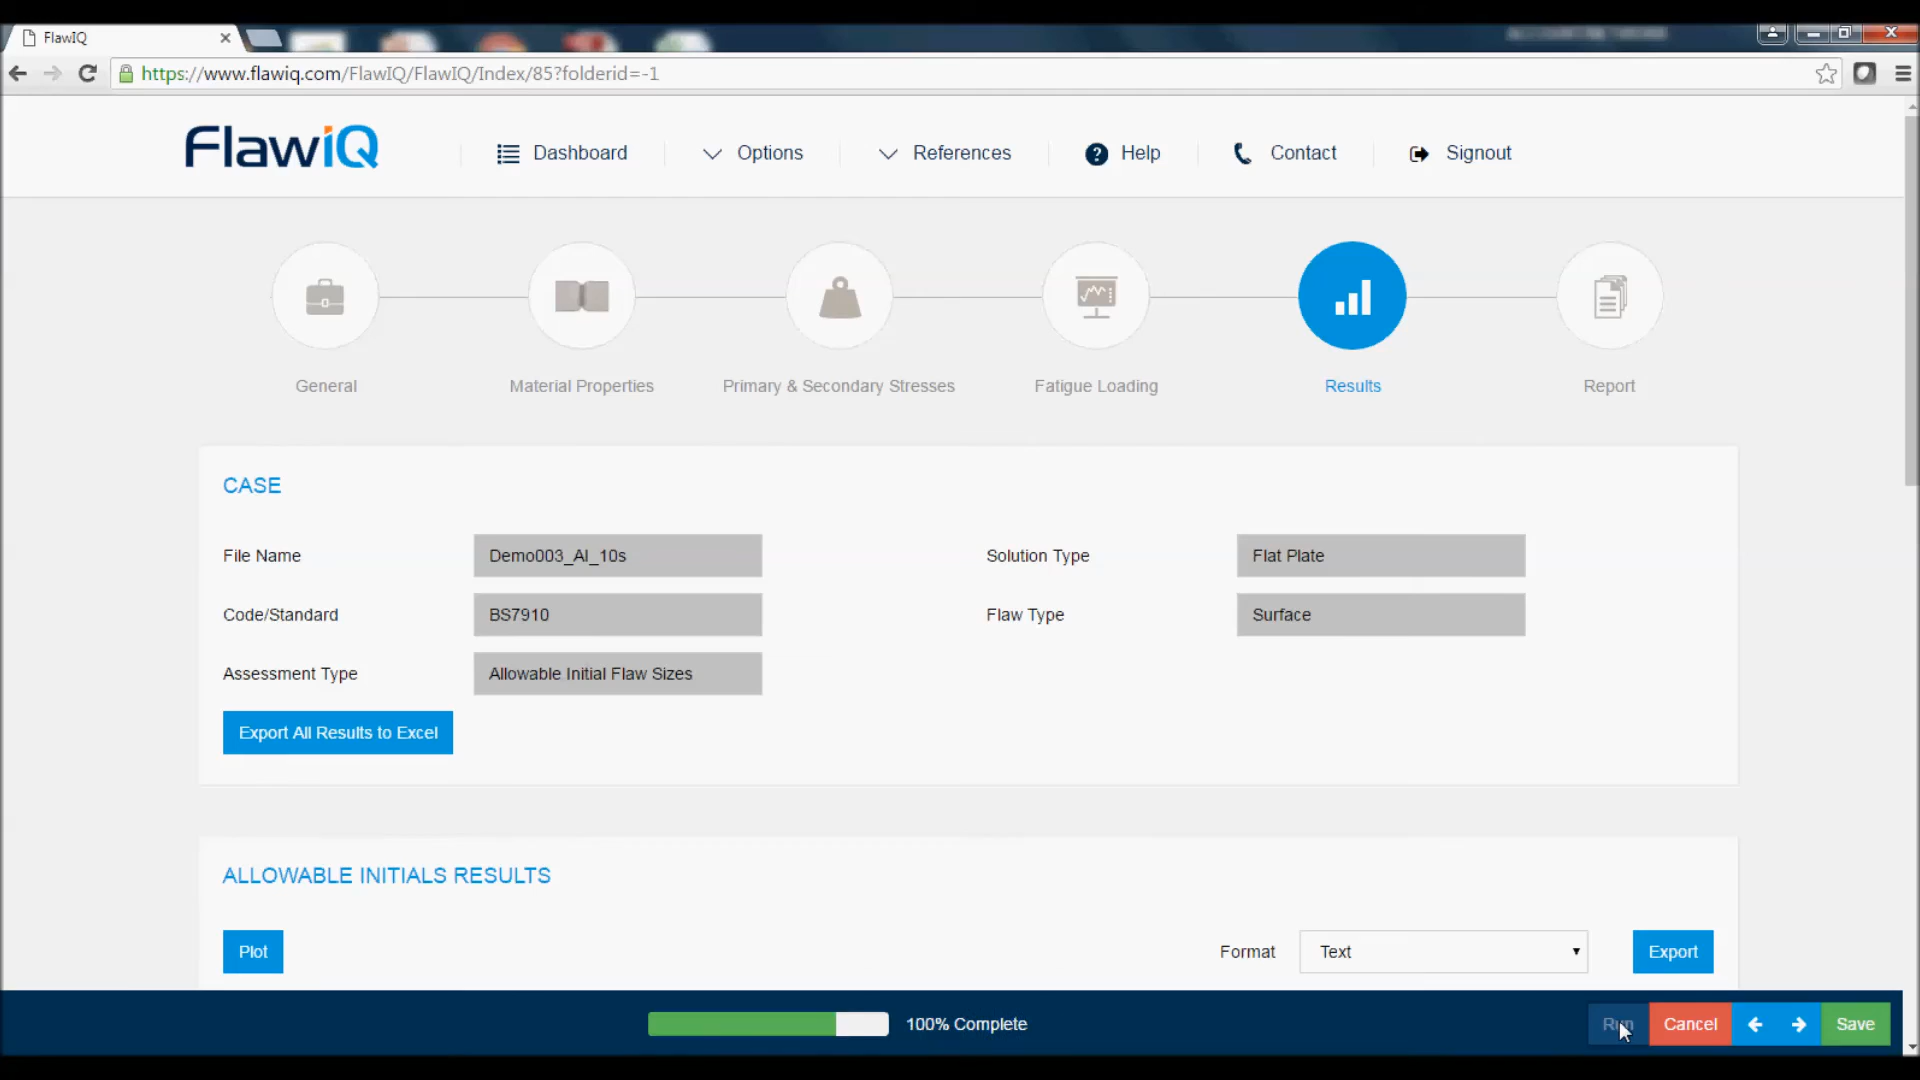 FlawIQ
https://www.flawiq.com/FlawIQ/FlawIQ/Index/85?folderid=-1
FlawiQ
Dashboard
Options
References
Help
Contact
Signout
General
Material Properties
Primary & Secondary Stresses
Fatigue Loading
Results
Report
CASE
File Name
Demo003_AI_10s
Solution Type
Flat Plate
Code/Standard
BS7910
Flaw Type
Surface
Assessment Type
Allowable Initial Flaw Sizes
Export All Results to Excel
ALLOWABLE INITIALS RESULTS
Plot
Format
Text
Export
100% Complete
Run
Cancel
Save